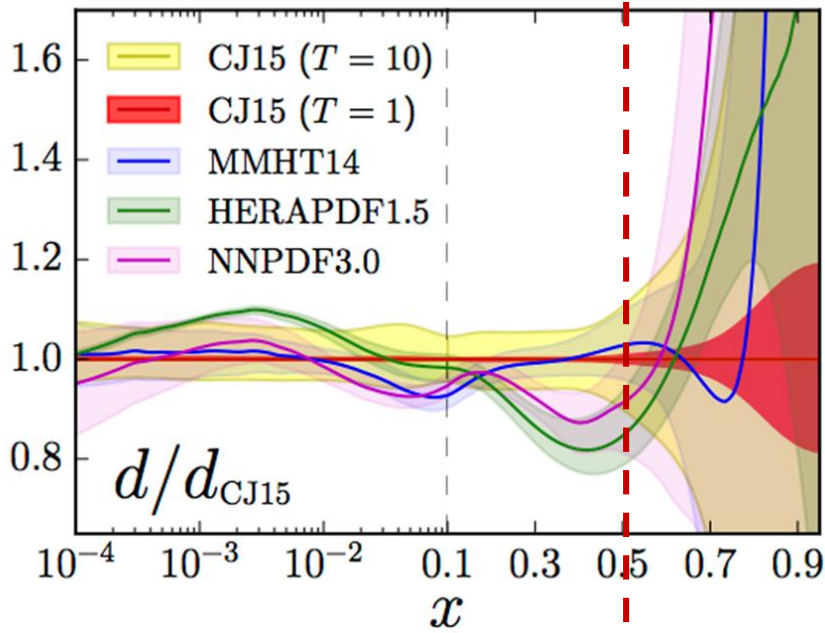 1.6
1.4
1.2
1.0
0.8
CJ15 (T = 10)
CJ15 (T = 1)
MMHT14
HERAPDF1.5
NNPDF3.0
d/d_CJ15
10⁻⁴ 10⁻³ 10⁻² 0.1 0.3 0.5 0.7 0.9
x